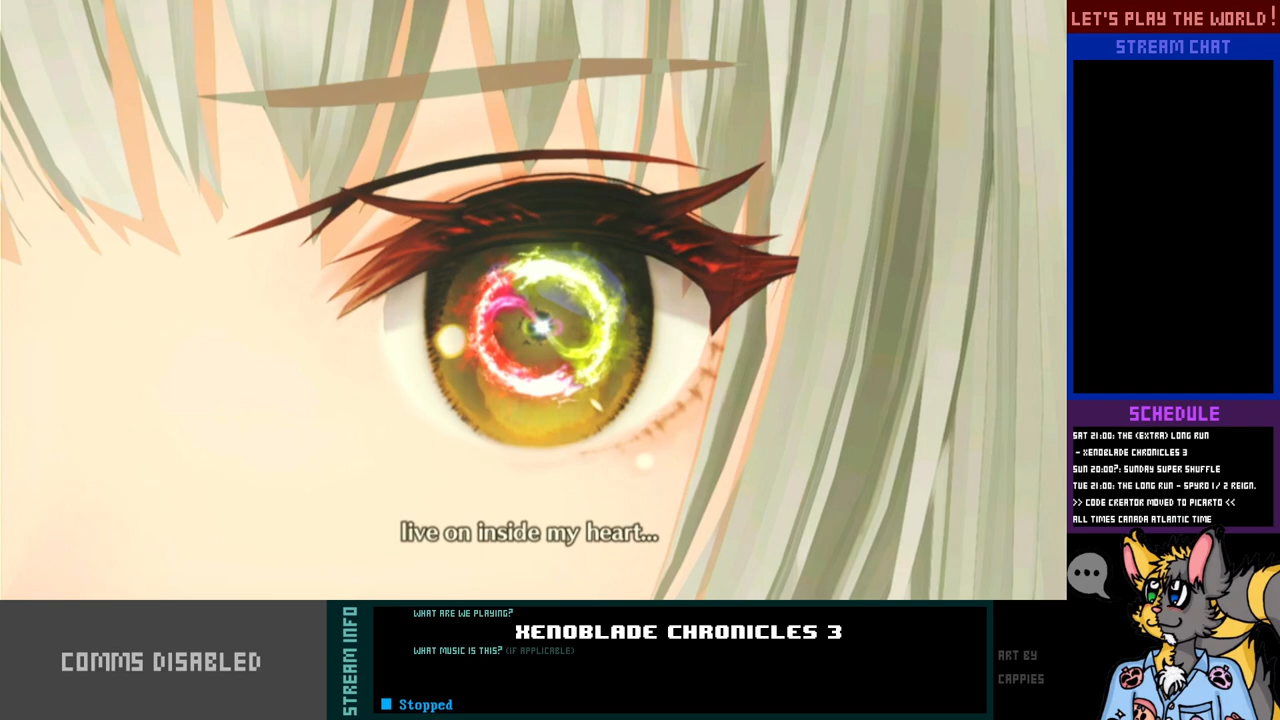 live on inside my heart...
LET'S PLAY THE WORLD!
STREAM CHAT
SCHEDULE
SAT 21:00: THE (EXTRA) LONG RUN
- XENOBLADE CHRONICLES 3
SUN 20:00?: SUNDAY SUPER SHUFFLE
TUE 21:00: THE LONG RUN - SPYRO 1/ 2 REIGN.
>> CODE CREATOR MOVED TO PICARTO <<
ALL TIMES CANADA ATLANTIC TIME
COMMS DISABLED
STREAM INFO
WHAT ARE WE PLAYING?
XENOBLADE CHRONICLES 3
WHAT MUSIC IS THIS? (IF APPLICABLE)
Stopped
ART BY
CAPPIES